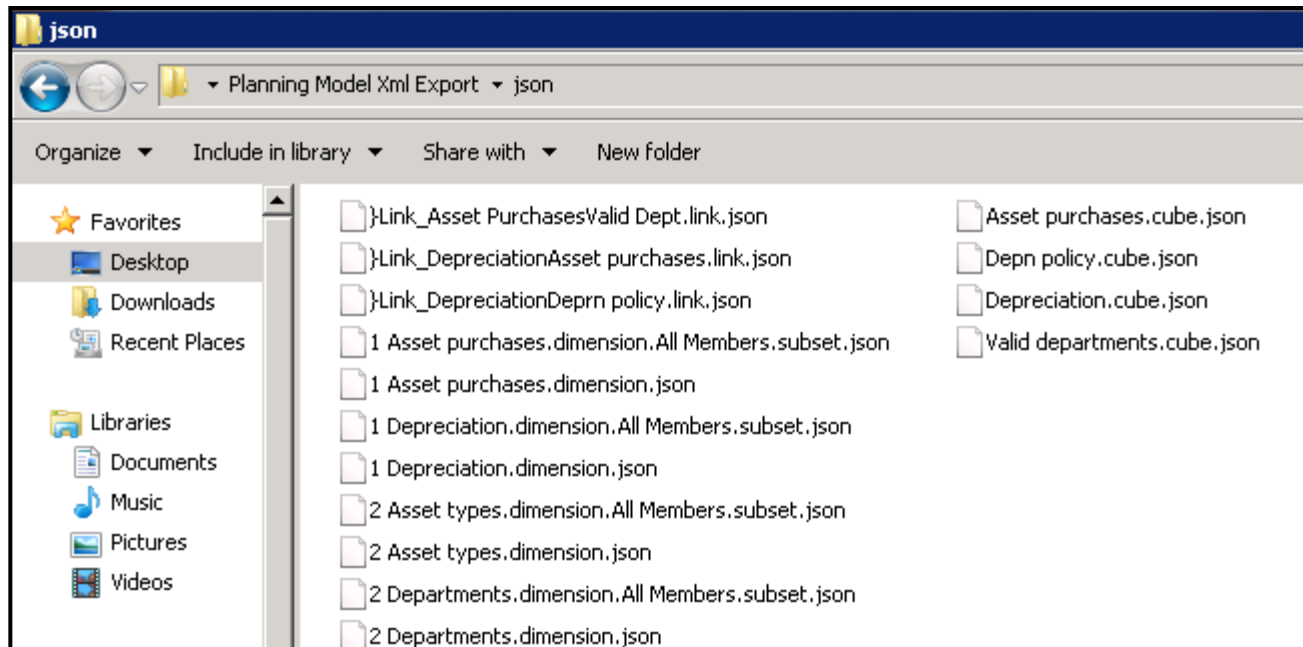 json
Planning Model Xml Export json
Organize Include in library Share with New folder
Favorites
Desktop
Downloads
Recent Places
Libraries
Documents
Music
Pictures
Videos
}Link_Asset PurchasesValid Dept.link.json
}Link_DepreciationAsset purchases.link.json
}Link_DepreciationDeprn policy.link.json
1 Asset purchases.dimension.All Members.subset.json
1 Asset purchases.dimension.json
1 Depreciation.dimension.All Members.subset.json
1 Depreciation.dimension.json
2 Asset types.dimension.All Members.subset.json
2 Asset types.dimension.json
2 Departments.dimension.All Members.subset.json
2 Departments.dimension.json
Asset purchases.cube.json
Depn policy.cube.json
Depreciation.cube.json
Valid departments.cube.json